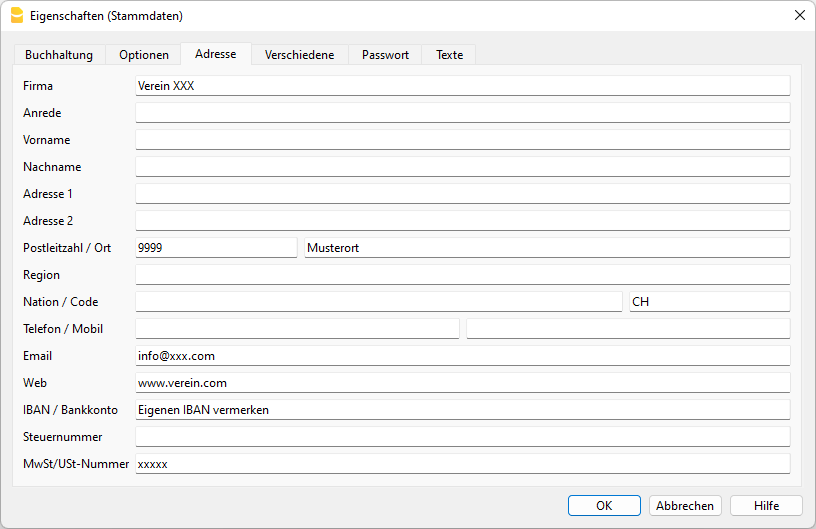 Eigenschaften (Stammdaten)
Buchhaltung Optionen Adresse Verschiedene Passwort Texte
Firma Verein XXX
Anrede
Vorname
Nachname
Adresse 1
Adresse 2
Postleitzahl / Ort 9999 Musterort
Region
Nation / Code CH
Telefon / Mobil
Email info@xxx.com
Web www.verein.com
IBAN / Bankkonto Eigenen IBAN vermerken
Steuernummer
MwSt/USt-Nummer xxxxx
OK Abbrechen Hilfe